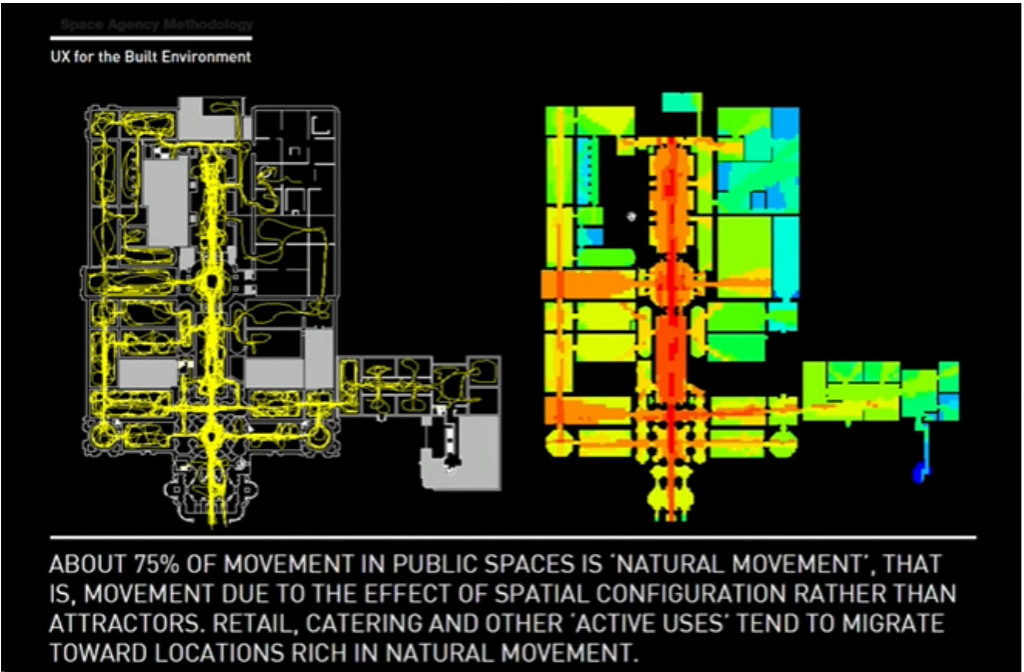 Space Agency Methodology
UX for the Built Environment
ABOUT 75% OF MOVEMENT IN PUBLIC SPACES IS 'NATURAL MOVEMENT', THAT
IS, MOVEMENT DUE TO THE EFFECT OF SPATIAL CONFIGURATION RATHER THAN
ATTRACTORS. RETAIL, CATERING AND OTHER 'ACTIVE USES' TEND TO MIGRATE
TOWARD LOCATIONS RICH IN NATURAL MOVEMENT.